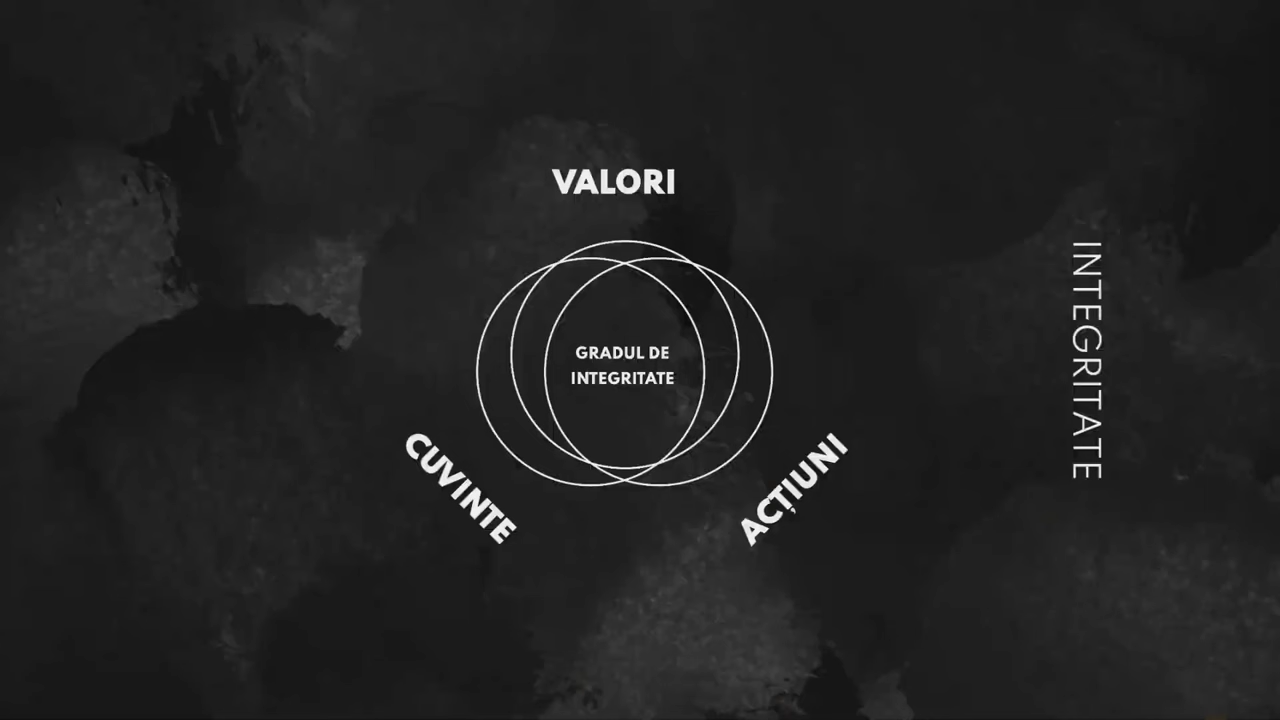 VALORI
GRADUL DE
INTEGRITATE
CUVINTE
ACȚIUNI
INTEGRITATE